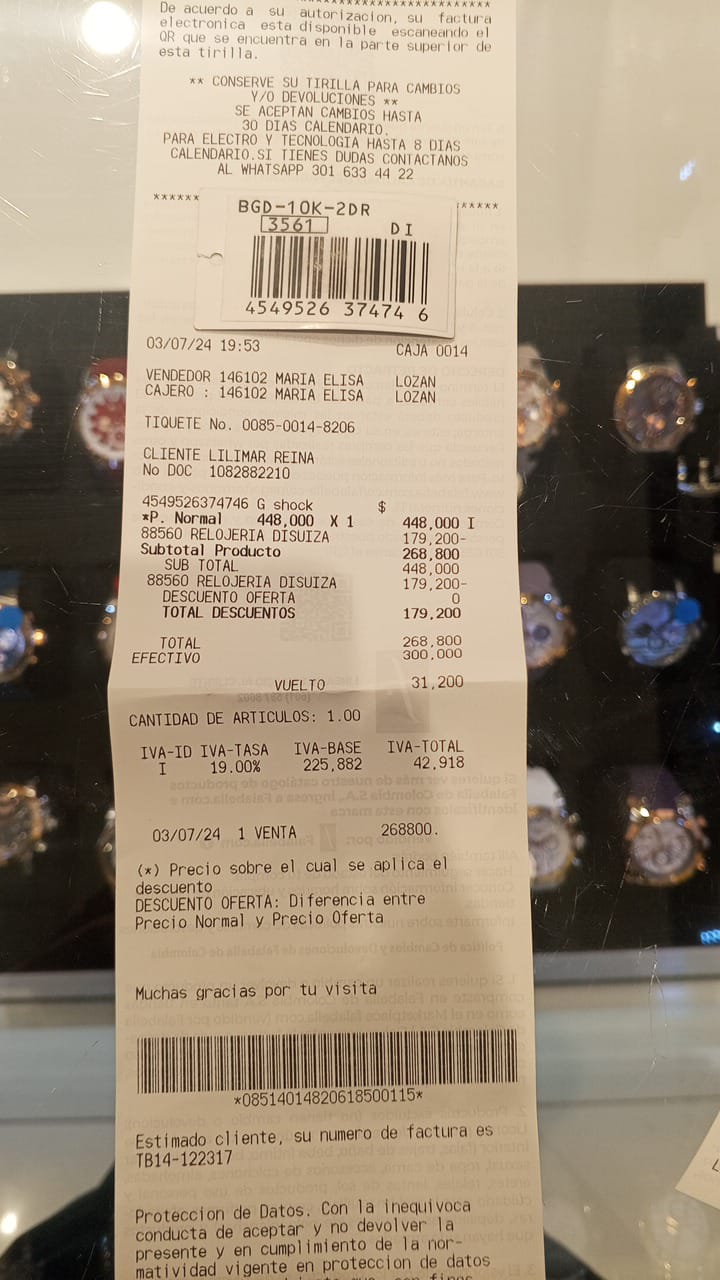 De acuerdo a su autorizacion, su factura
electronica esta disponible escaneando el
QR que se encuentra en la parte superior de
esta tirilla.
** CONSERVE SU TIRILLA PARA CAMBIOS
Y/O DEVOLUCIONES **
SE ACEPTAN CAMBIOS HASTA
30 DIAS CALENDARIO.
PARA ELECTRO Y TECNOLOGIA HASTA 8 DIAS
CALENDARIO.SI TIENES DUDAS CONTACTANOS
AL WHATSAPP 301 633 44 22
BGD-10K-2DR
3561 DI
4549526 37474 6
03/07/24 19:53 CAJA 0014
VENDEDOR 146102 MARIA ELISA LOZAN
CAJERO : 146102 MARIA ELISA LOZAN
TIQUETE No. 0085-0014-8206
CLIENTE LILIMAR REINA
No DOC 1082882210
4549526374746 G shock $
*P. Normal 448,000 X 1 448,000 I
88560 RELOJERIA DISUIZA 179,200-
Subtotal Producto 268,800
SUB TOTAL 448,000
88560 RELOJERIA DISUIZA 179,200-
DESCUENTO OFERTA 0
TOTAL DESCUENTOS 179,200
TOTAL 268,800
EFECTIVO 300,000
VUELTO 31,200
CANTIDAD DE ARTICULOS: 1.00
IVA-ID IVA-TASA IVA-BASE IVA-TOTAL
I 19.00% 225,882 42,918
03/07/24 1 VENTA 268800.
(*) Precio sobre el cual se aplica el
descuento
DESCUENTO OFERTA: Diferencia entre
Precio Normal y Precio Oferta
Muchas gracias por tu visita
*08514014820618500115*
Estimado cliente, su numero de factura es
TB14-122317
Proteccion de Datos. Con la inequivoca
conducta de aceptar y no devolver la
presente y en cumplimiento de la nor-
matividad vigente en proteccion de datos